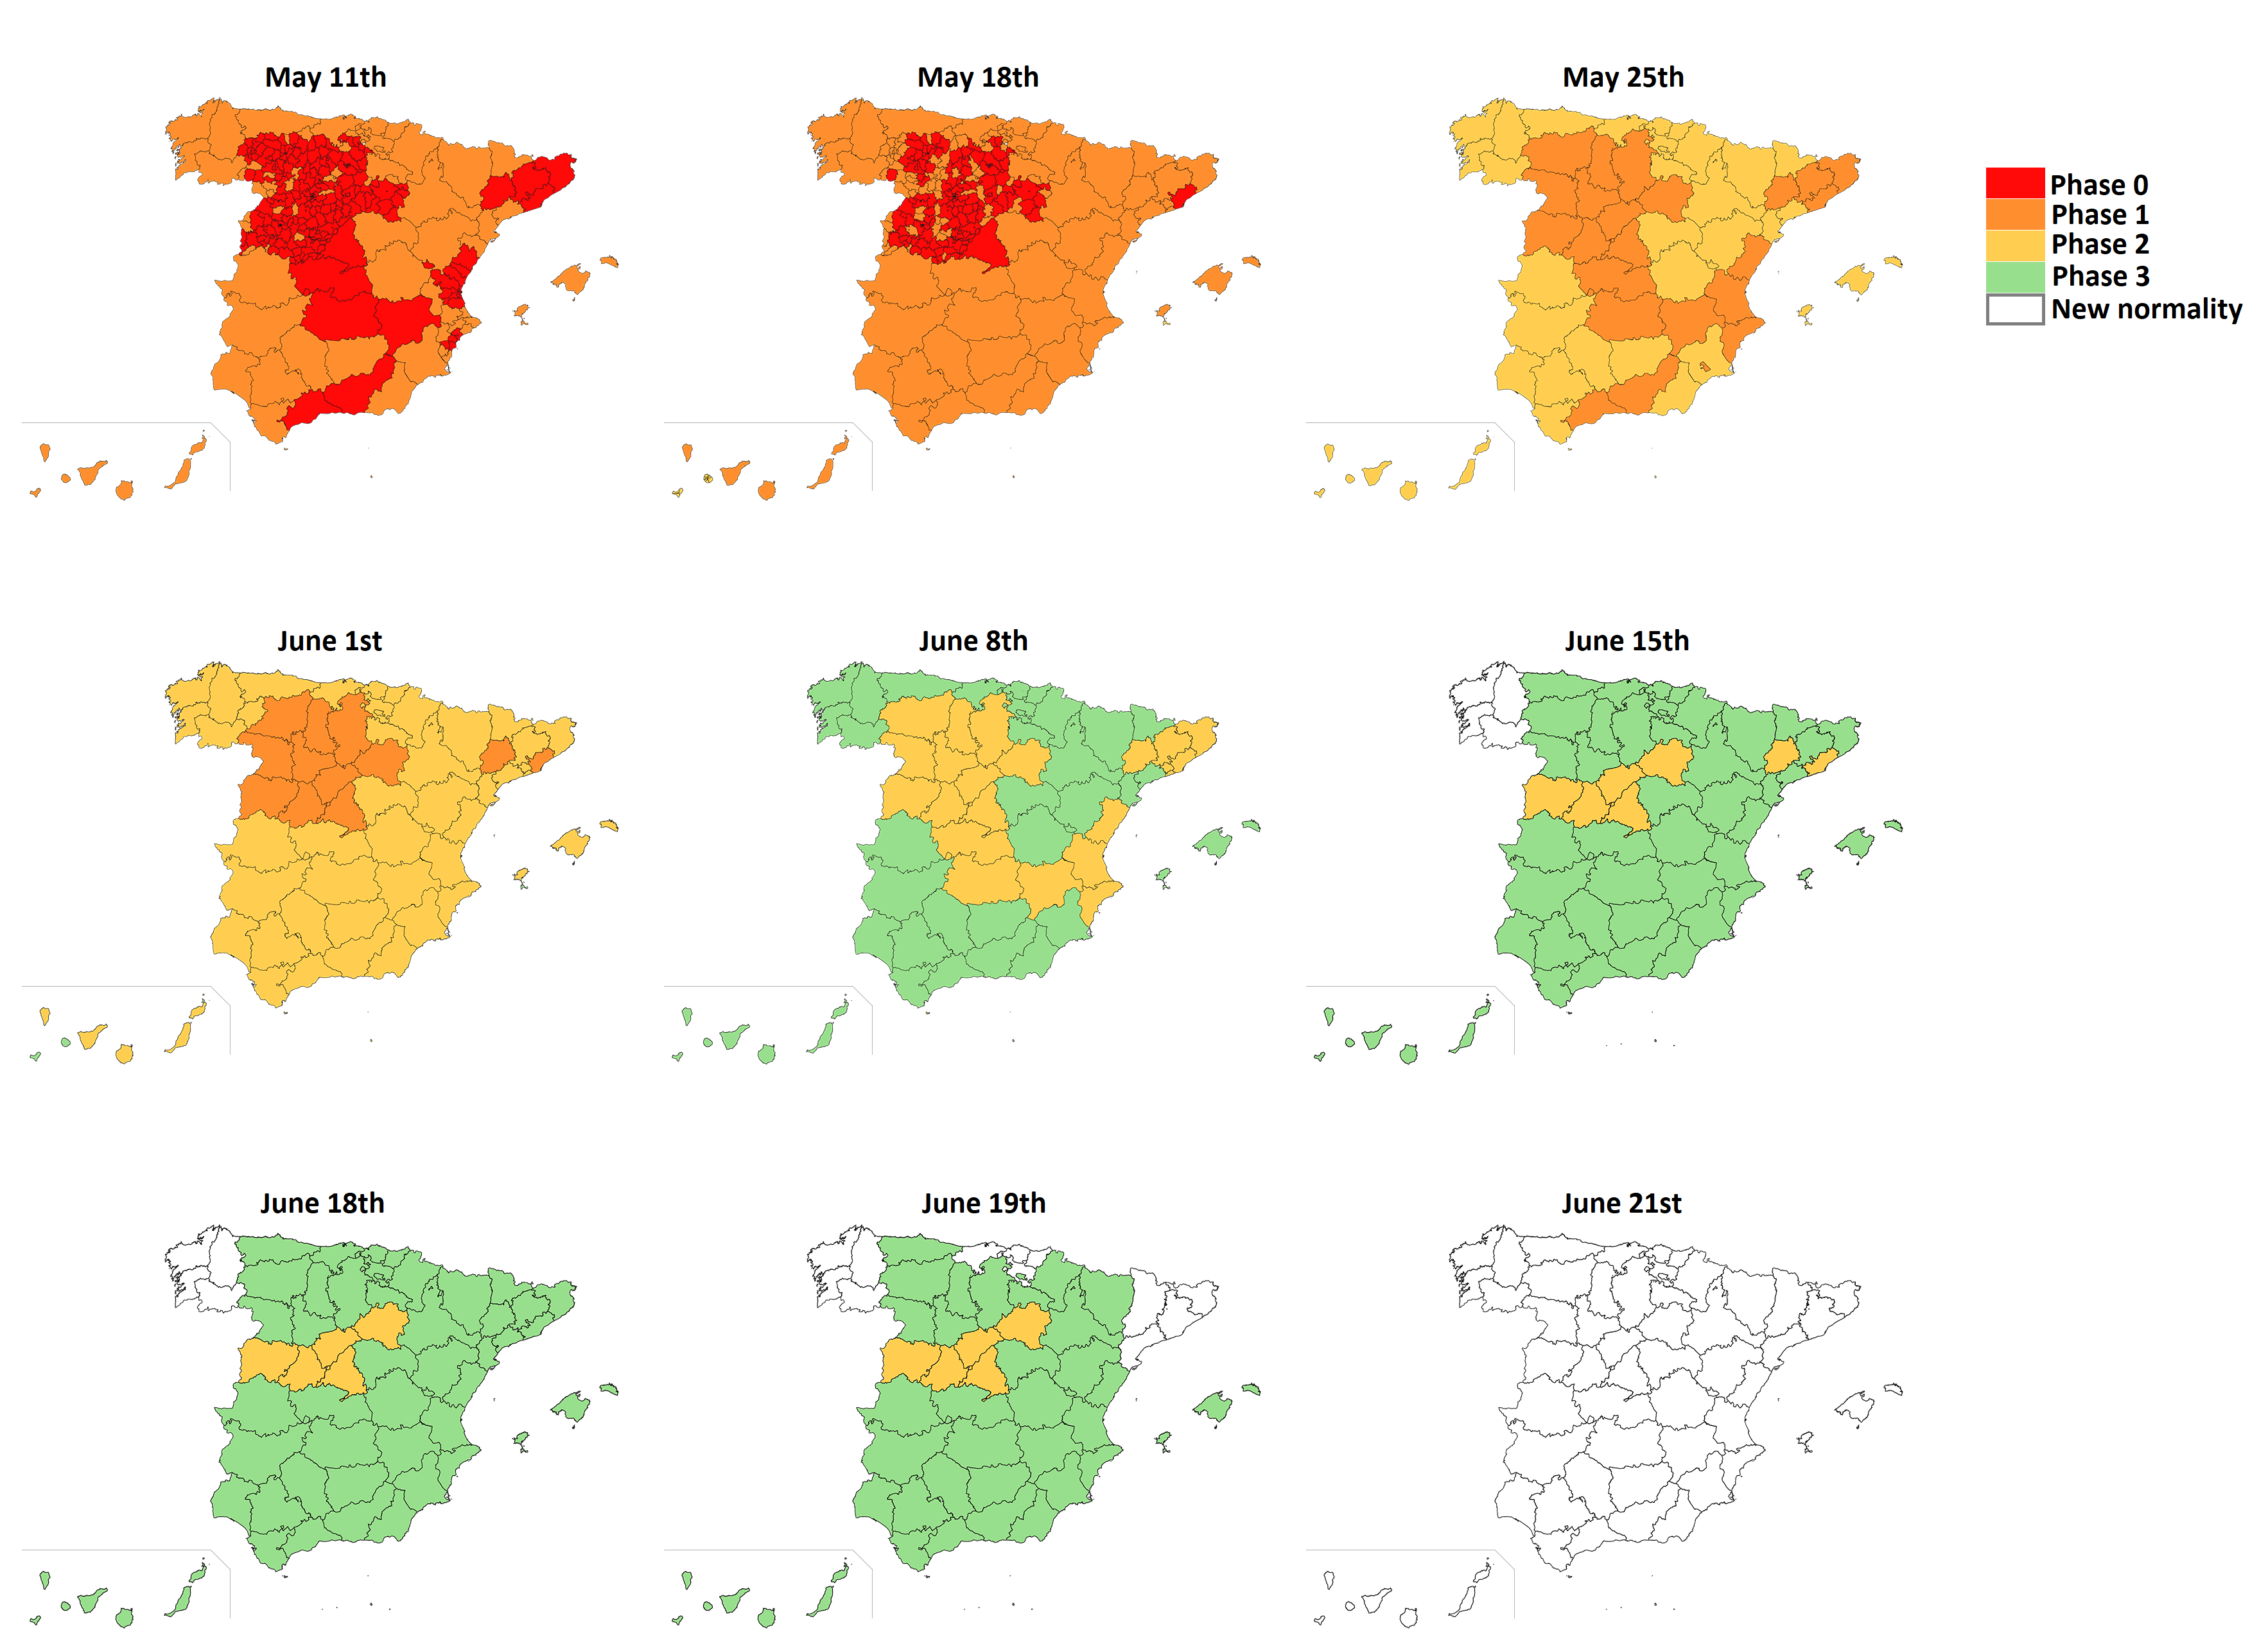 May 11th
May 18th
May 25th
Phase 0
Phase 1
Phase 2
Phase 3
New normality
June 1st
June 8th
June 15th
June 18th
June 19th
June 21st